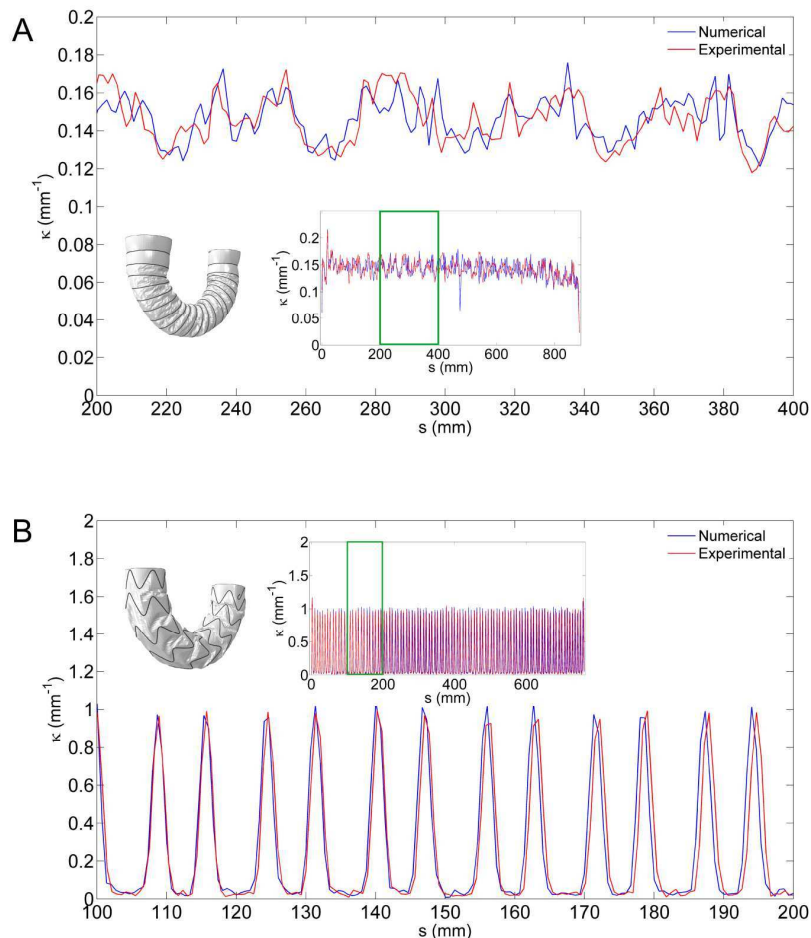 A
0.2
0.18
0.16
0.14
0.12
0.1
0.08
0.06
0.04
0.02
0
κ (mm⁻¹)
Numerical
Experimental
0.2
0.15
0.1
0.05
0
κ (mm⁻¹)
0 200 400 600 800
s (mm)
200 220 240 260 280 300 320 340 360 380 400
s (mm)
B
2
1.8
1.6
1.4
1.2
1
0.8
0.6
0.4
0.2
0
κ (mm⁻¹)
Numerical
Experimental
2
1.5
1
0.5
0
κ (mm⁻¹)
0 200 400 600
s (mm)
100 110 120 130 140 150 160 170 180 190 200
s (mm)